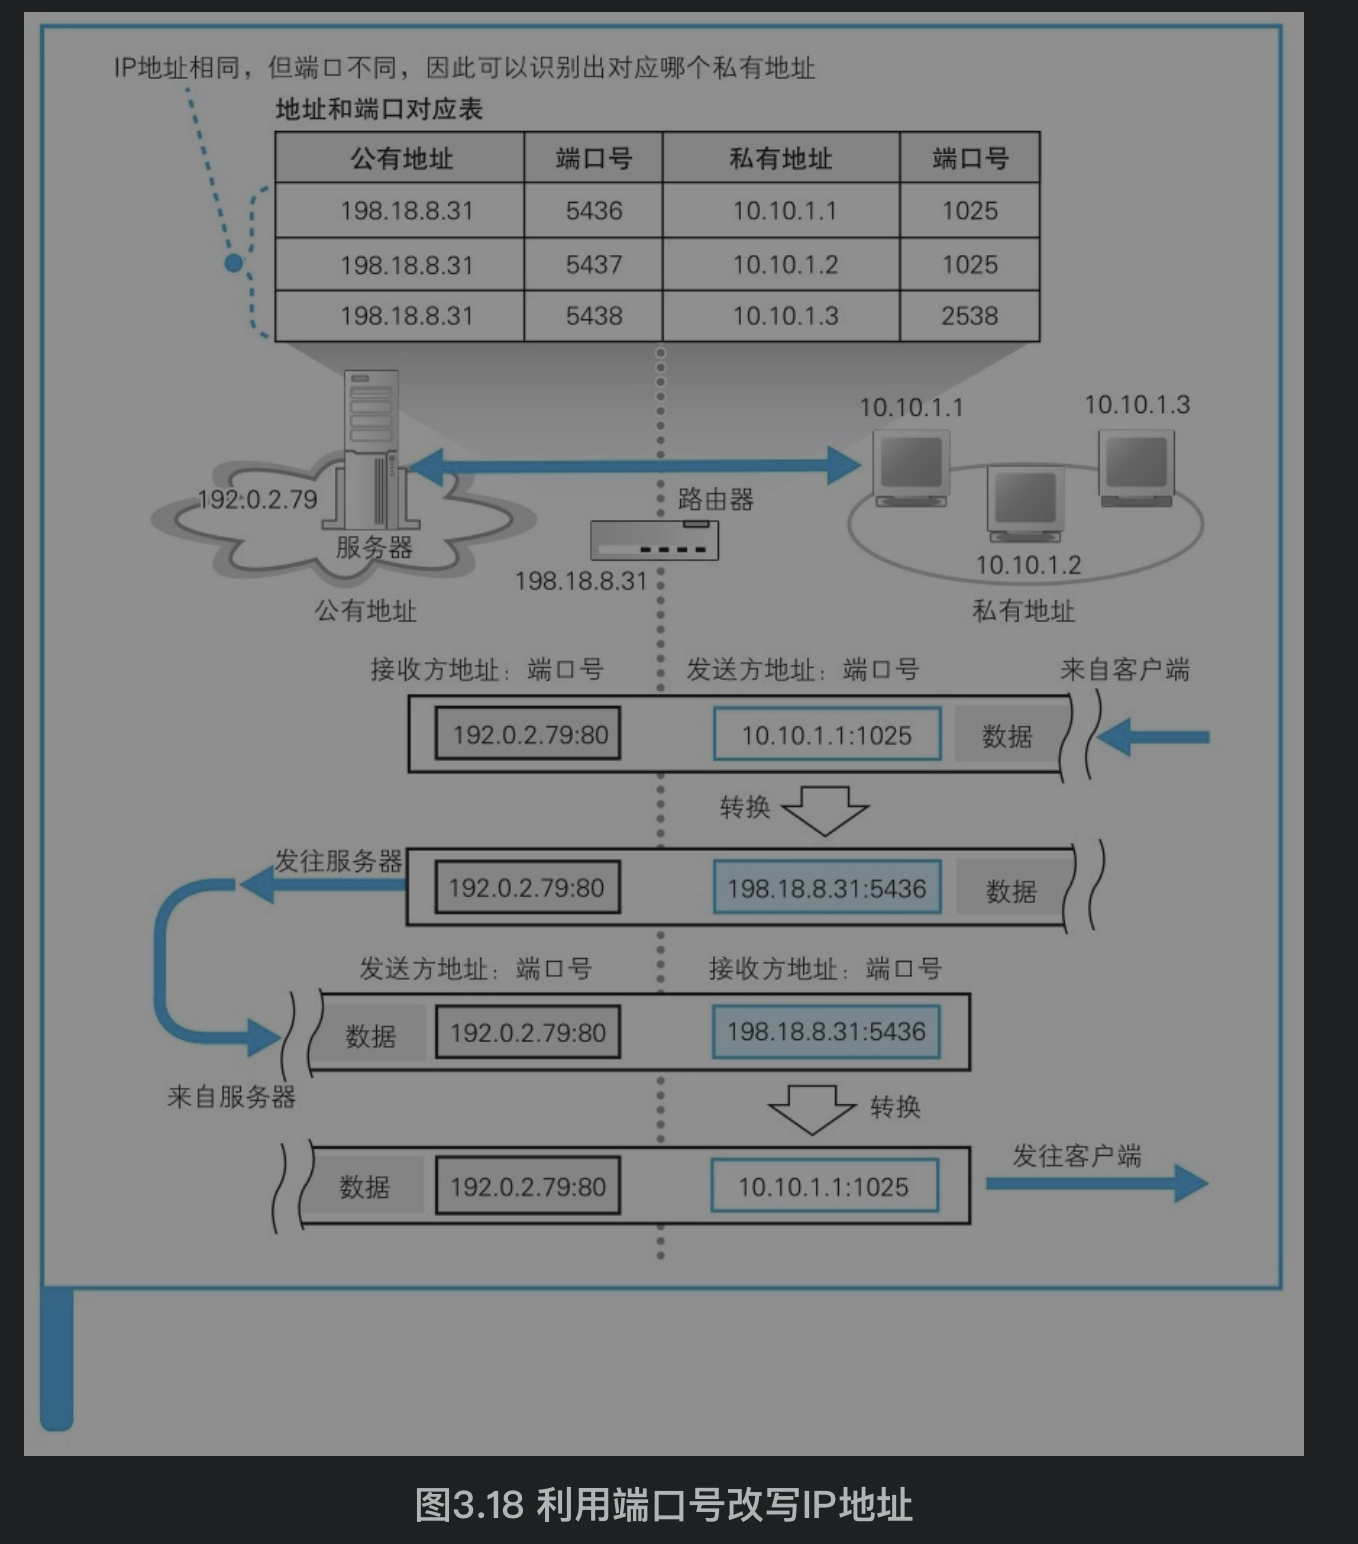 IP地址相同，但端口不同，因此可以识别出对应哪个私有地址
地址和端口对应表
公有地址 端口号 私有地址 端口号
198.18.8.31 5436 10.10.1.1 1025
198.18.8.31 5437 10.10.1.2 1025
198.18.8.31 5438 10.10.1.3 2538
10.10.1.1 10.10.1.3
192.0.2.79 路由器
服务器 10.10.1.2
198.18.8.31
公有地址 私有地址
接收方地址：端口号 发送方地址：端口号 来自客户端
192.0.2.79:80 10.10.1.1:1025 数据
转换
发往服务器
192.0.2.79:80 198.18.8.31:5436 数据
发送方地址：端口号 接收方地址：端口号
数据 192.0.2.79:80 198.18.8.31:5436
来自服务器 转换
发往客户端
数据 192.0.2.79:80 10.10.1.1:1025
图3.18 利用端口号改写IP地址